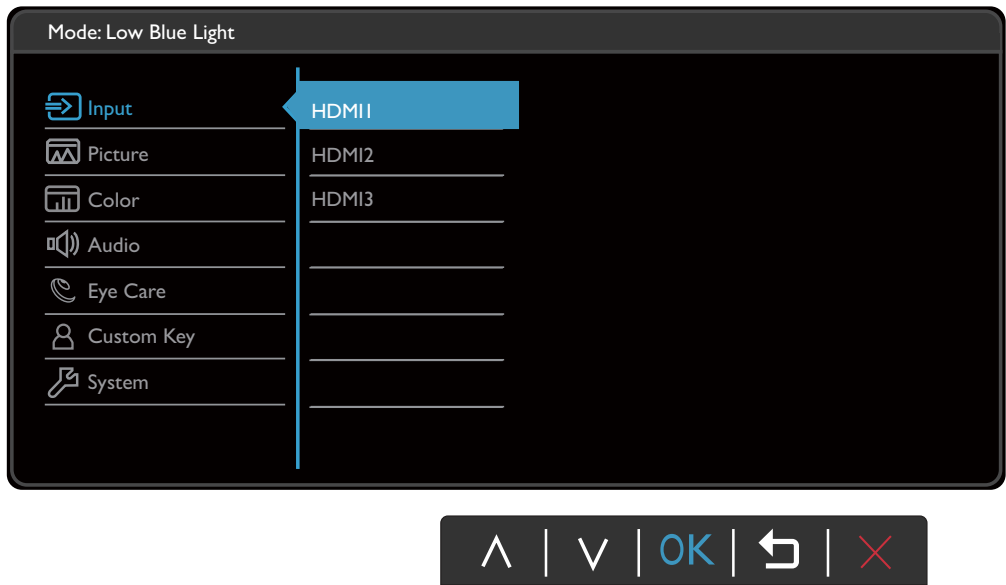 Mode: Low Blue Light
Input
Picture
Color
Audio
Eye Care
Custom Key
System
HDMI1
HDMI2
HDMI3
OK